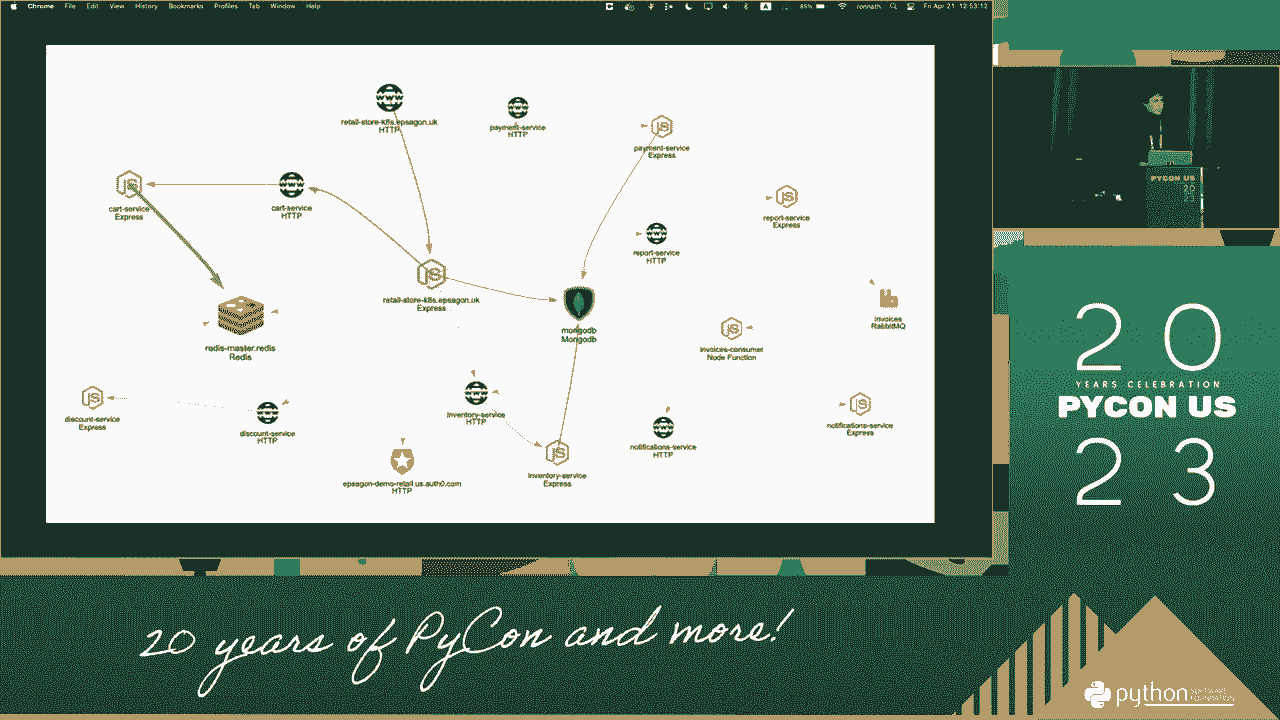 Chrome File Edit View History Bookmarks Profiles Tab Window Help
A 85% ronnath Fri Apr 21 12:53:12
retail-store-k8s.epsagon.uk
HTTP
payment-service
HTTP
payment-service
Express
cart-service
Express
cart-service
HTTP
report-service
Express
report-service
HTTP
retail-store-k8s.epsagon.uk
Express
mongodb
Mongodb
invoices
RabbitMQ
redis-master.redis
Redis
invoices-consumer
Node Function
discount-service
Express
discount-service
HTTP
inventory-service
HTTP
notifications-service
HTTP
notifications-service
Express
epsagon-demo-retail.us.auth0.com
HTTP
inventory-service
Express
PYCON US
20
23
20
YEARS CELEBRATION
PYCON US
23
20 years of PyCon and more!
python